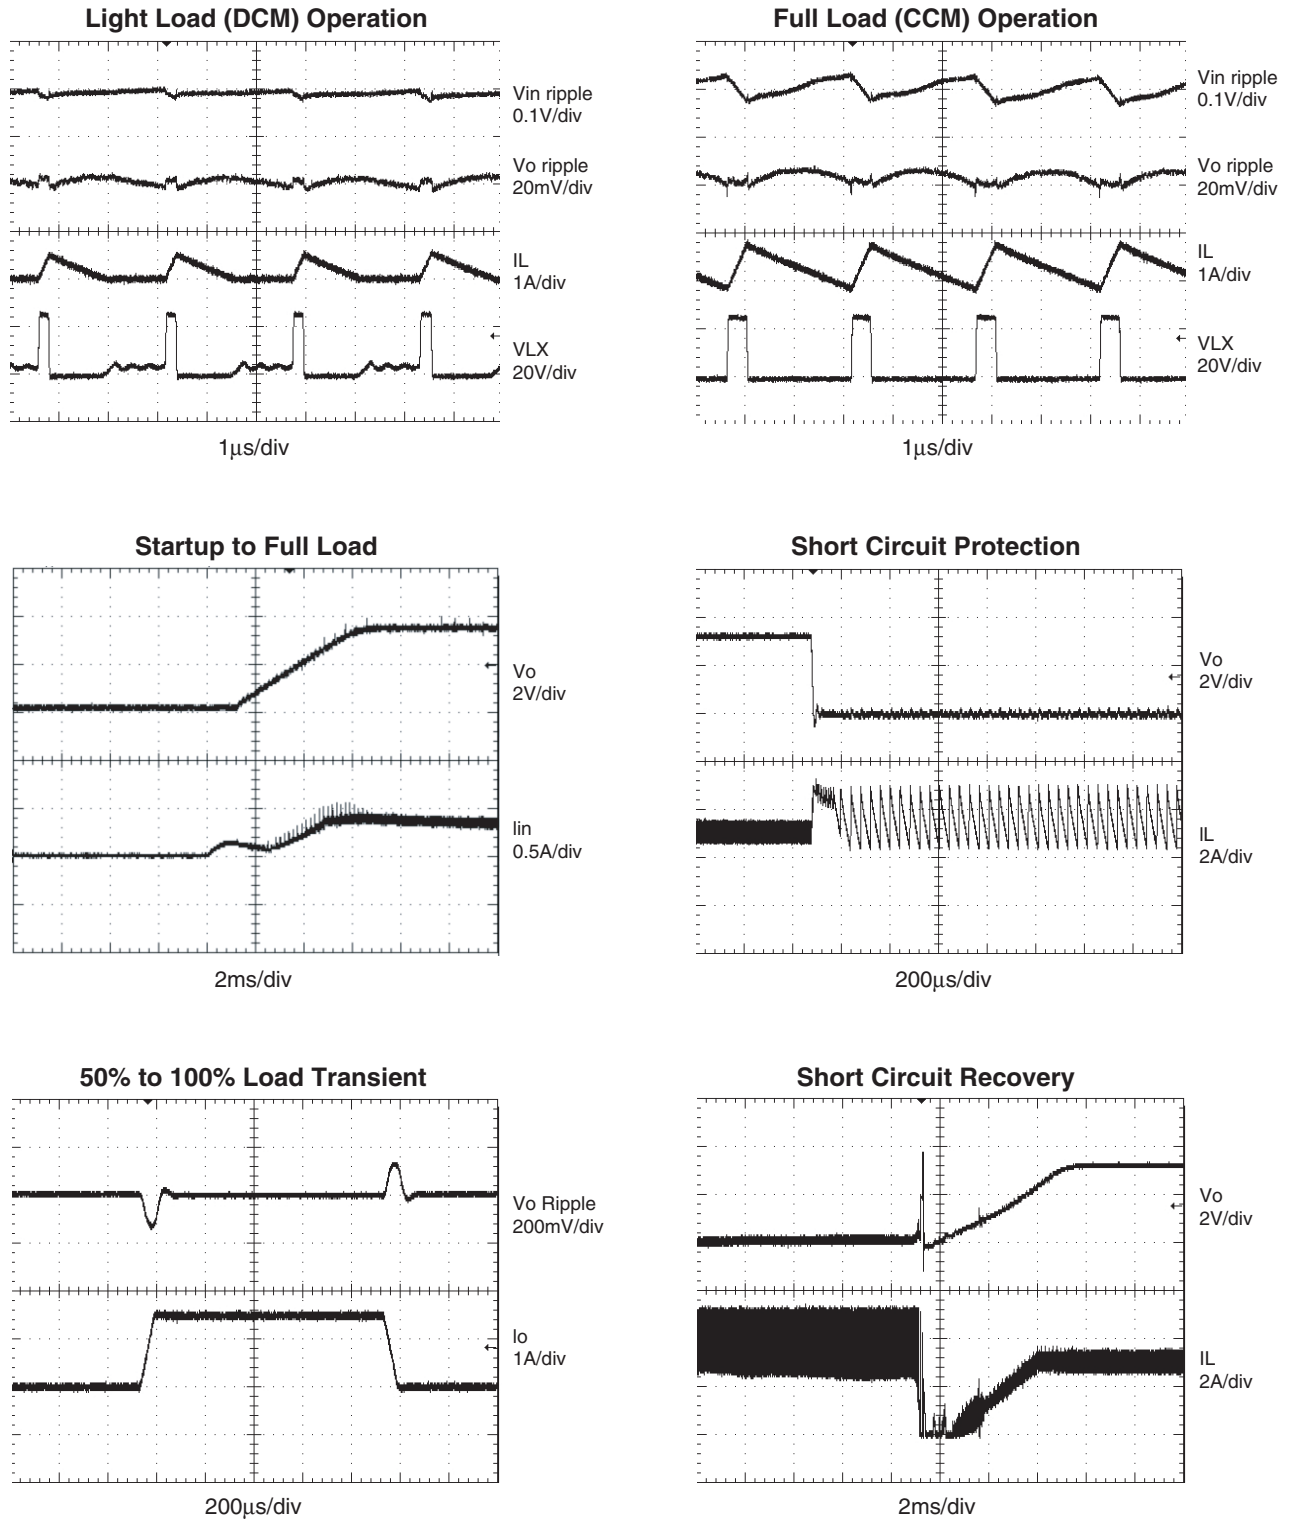 Light Load (DCM) Operation
Vin ripple
0.1V/div
Vo ripple
20mV/div
IL
1A/div
VLX
20V/div
1μs/div
Full Load (CCM) Operation
Vin ripple
0.1V/div
Vo ripple
20mV/div
IL
1A/div
VLX
20V/div
1μs/div
Startup to Full Load
Vo
2V/div
Iin
0.5A/div
2ms/div
Short Circuit Protection
Vo
2V/div
IL
2A/div
200μs/div
50% to 100% Load Transient
Vo Ripple
200mV/div
Io
1A/div
200μs/div
Short Circuit Recovery
Vo
2V/div
IL
2A/div
2ms/div